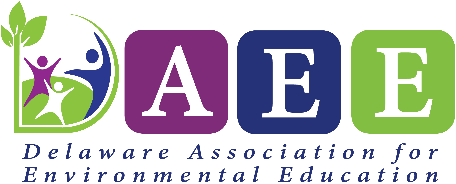 DAEE
Delaware Association for
Environmental Education